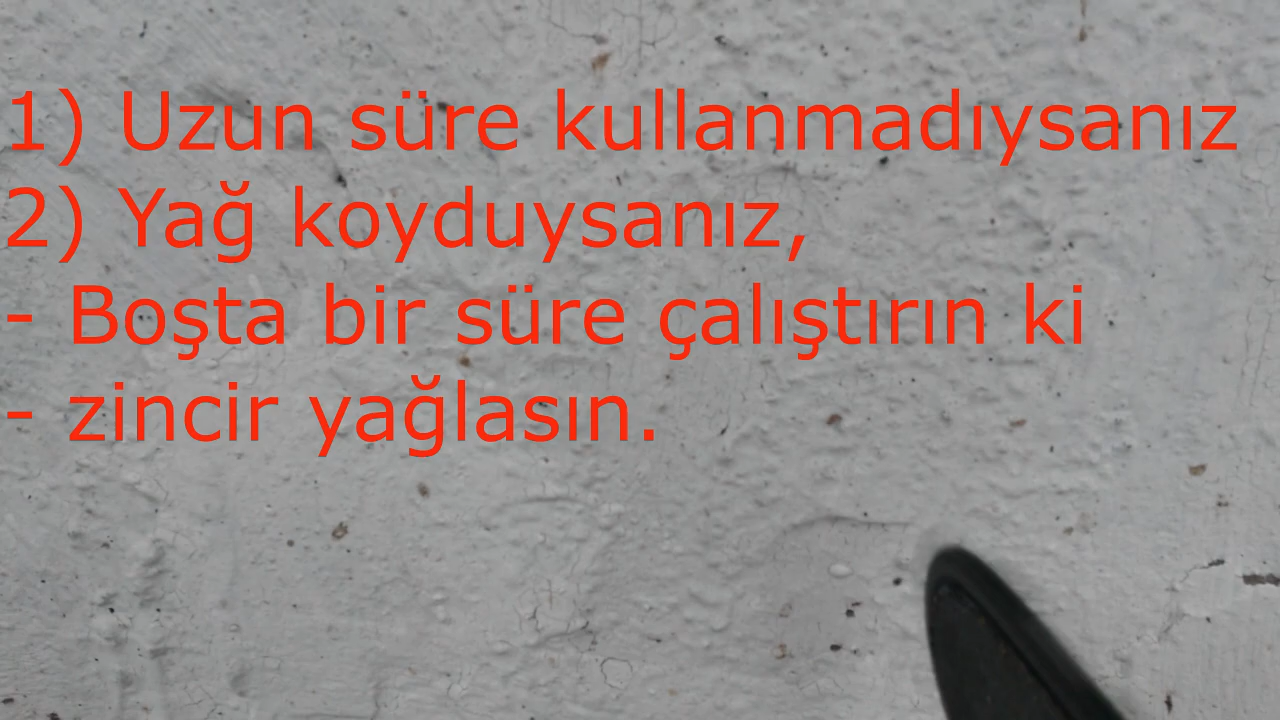 1) Uzun süre kullanmadıysanız
2) Yağ koyduysanız,
- Boşta bir süre çalıştırın ki
- zincir yağlasın.